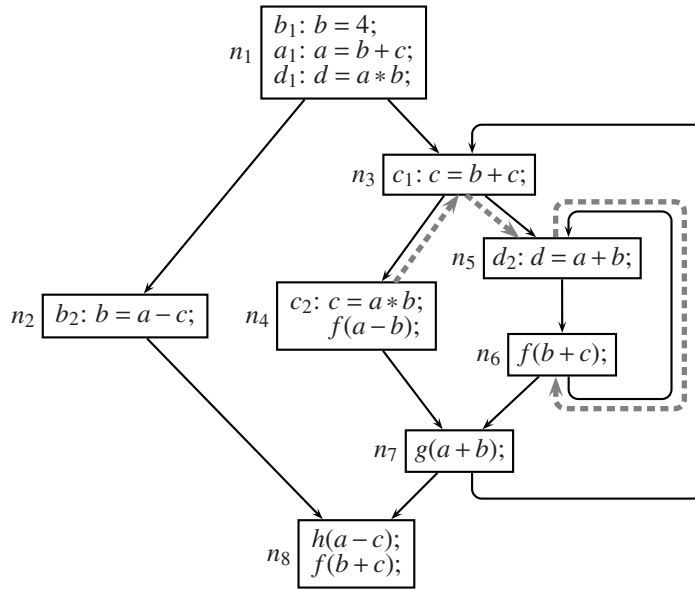 n1
b1: b = 4;
a1: a = b + c;
d1: d = a * b;
n3
c1: c = b + c;
n5
d2: d = a + b;
n2
b2: b = a − c;
n4
c2: c = a * b;
f(a − b);
n6
f(b + c);
n7
g(a + b);
n8
h(a − c);
f(b + c);